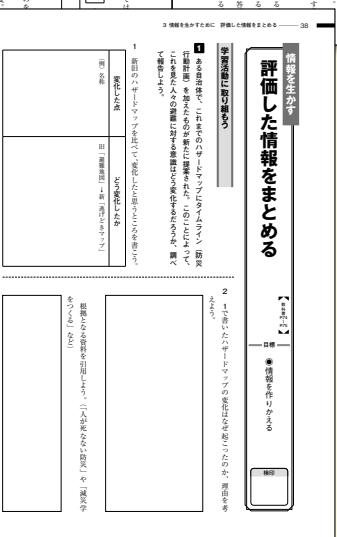 3 情報を生かすために 評価した情報をまとめる 38
情報を生かす
評価した情報をまとめる
【教科書P74~P75】
目標
●情報を作りかえる
検印
学習活動に取り組もう
1 ある自治体で、これまでのハザードマップにタイムライン（防災
行動計画）を加えたものが新たに提案された。このことによって、
これを見た人々の避難に対する意識はどう変化するだろうか、調べ
て報告しよう。
1 新旧のハザードマップを比べて、変化したと思うところを書こう。
変化した点
どう変化したか
（例）名称
旧「避難地図」→新「逃げどきマップ」
2 1で書いたハザードマップの変化はなぜ起こったのか、理由を考
えよう。
根拠となる資料を引用しよう。（「人が死なない防災」や「減災学
をつくる」など）